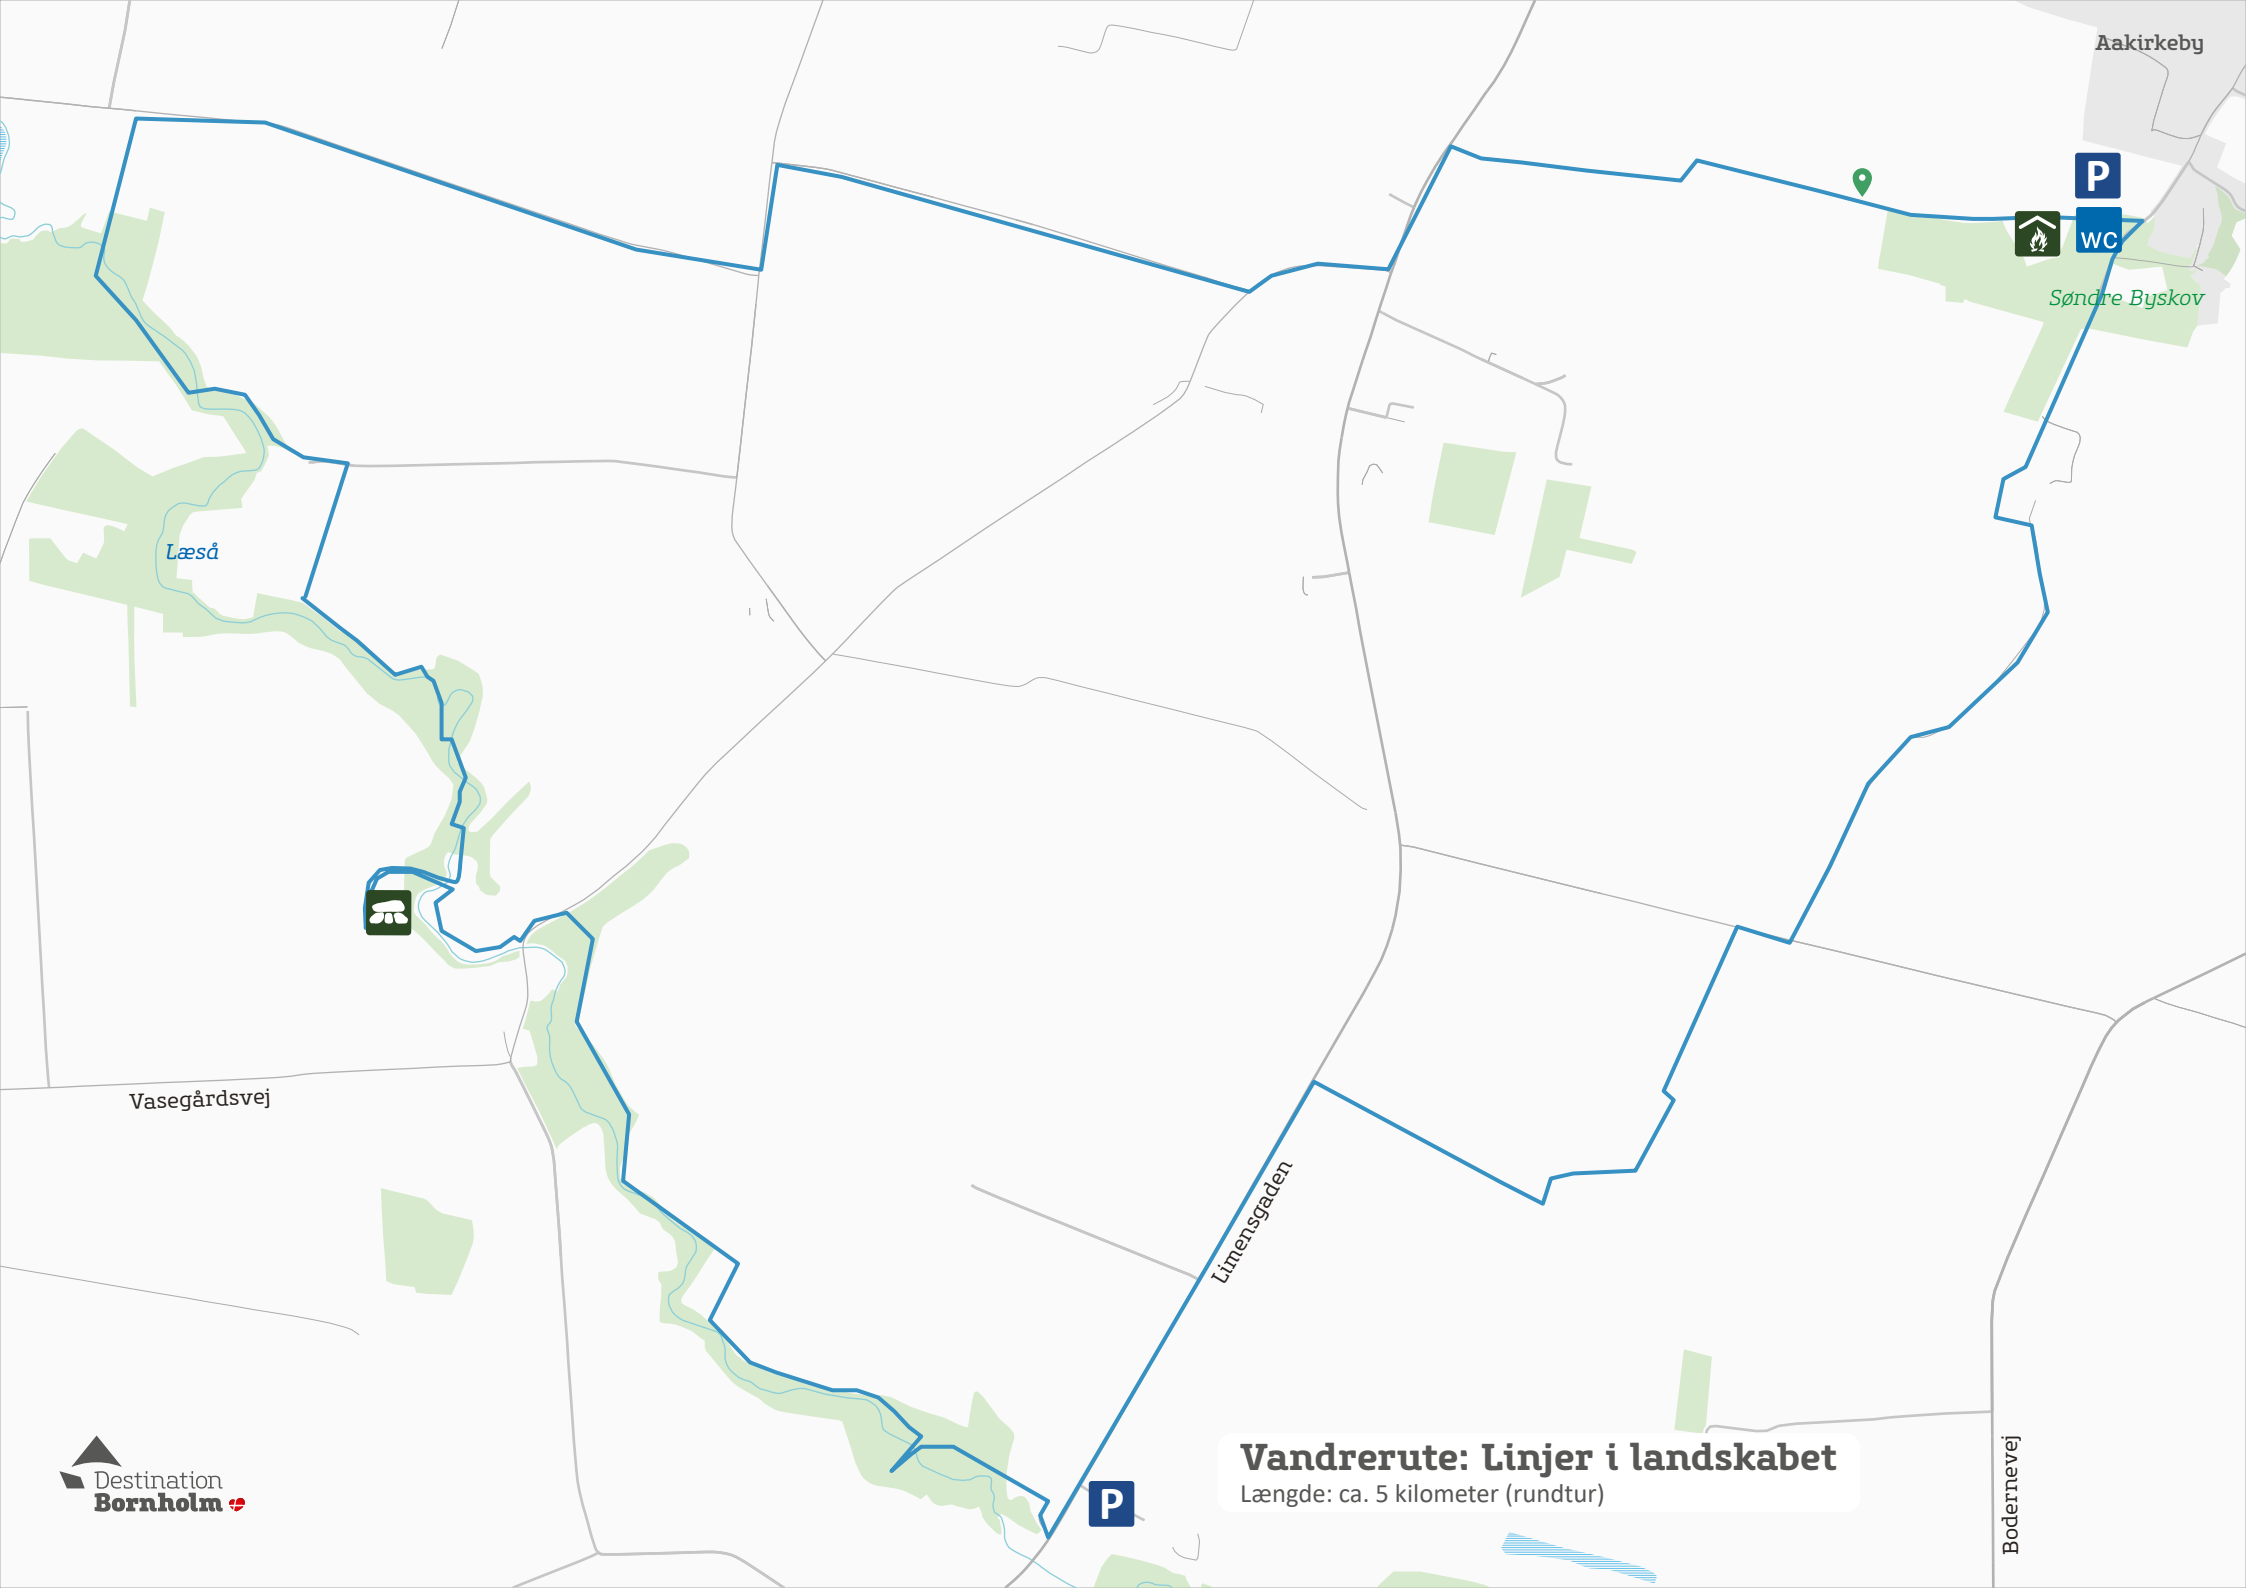 Aakirkeby
P
WC
Søndre Byskov
Læså
Vasegårdsvej
Limensgaden
Bodernevej
P
Vandrerute: Linjer i landskabet
Længde: ca. 5 kilometer (rundtur)
Destination
Bornholm